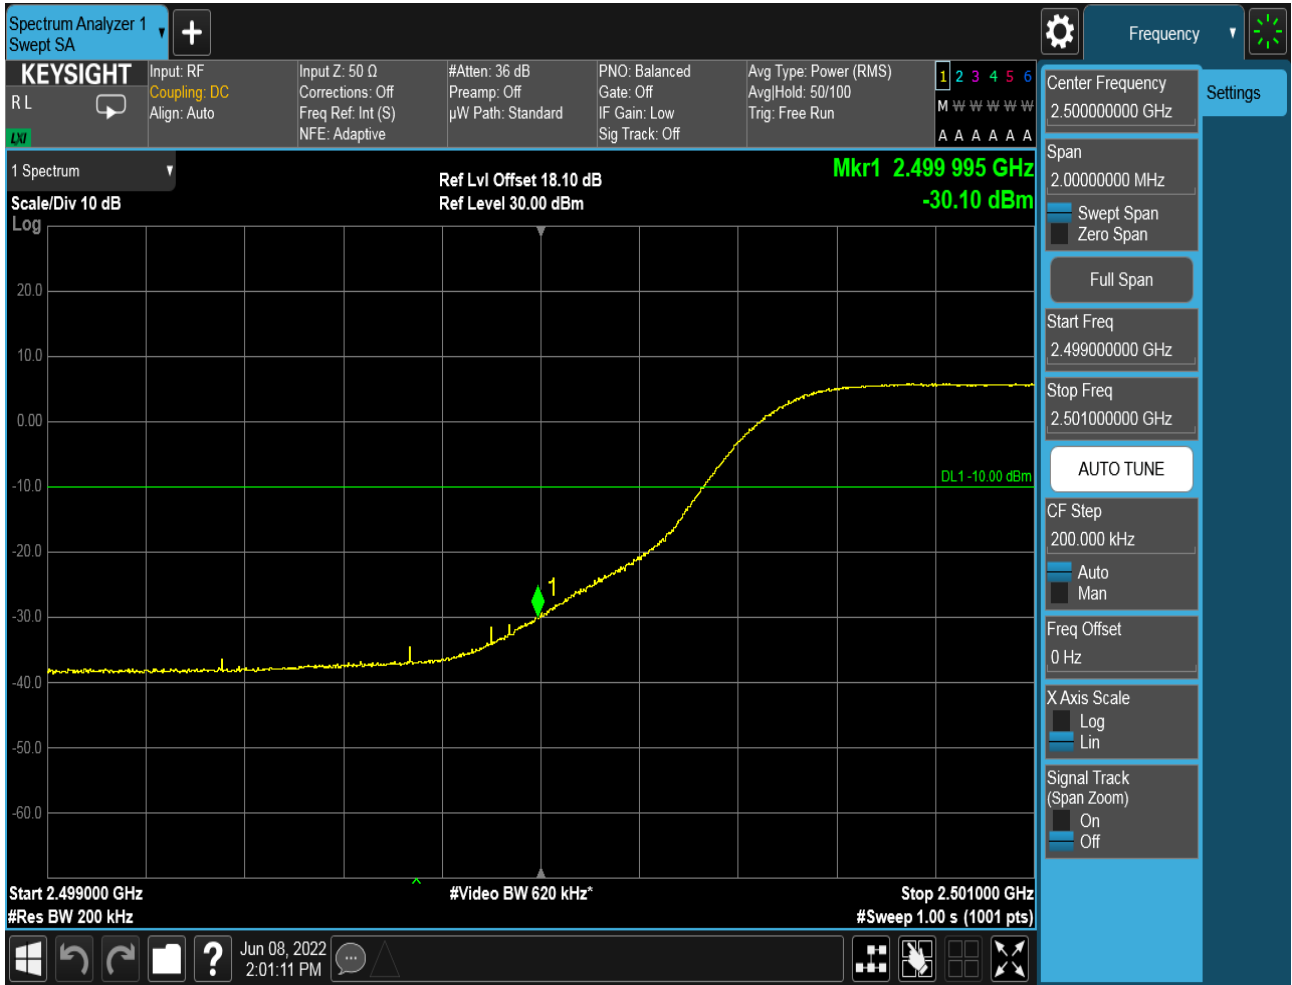 Spectrum Analyzer 1
Swept SA
Frequency
KEYSIGHT
R L
LXI
Input: RF
Coupling: DC
Align: Auto
Input Z: 50 Ω
Corrections: Off
Freq Ref: Int (S)
NFE: Adaptive
#Atten: 36 dB
Preamp: Off
µW Path: Standard
PNO: Balanced
Gate: Off
IF Gain: Low
Sig Track: Off
Avg Type: Power (RMS)
Avg|Hold: 50/100
Trig: Free Run
1 2 3 4 5 6
M W W W W W
A A A A A A
1 Spectrum
Scale/Div 10 dB
Log
Ref Lvl Offset 18.10 dB
Ref Level 30.00 dBm
Mkr1 2.499 995 GHz
-30.10 dBm
20.0
10.0
0.00
-10.0
-20.0
-30.0
-40.0
-50.0
-60.0
DL1 -10.00 dBm
1
Start 2.499000 GHz
#Res BW 200 kHz
#Video BW 620 kHz*
Stop 2.501000 GHz
#Sweep 1.00 s (1001 pts)
Jun 08, 2022
2:01:11 PM
Center Frequency
2.500000000 GHz
Settings
Span
2.00000000 MHz
Swept Span
Zero Span
Full Span
Start Freq
2.499000000 GHz
Stop Freq
2.501000000 GHz
AUTO TUNE
CF Step
200.000 kHz
Auto
Man
Freq Offset
0 Hz
X Axis Scale
Log
Lin
Signal Track
(Span Zoom)
On
Off